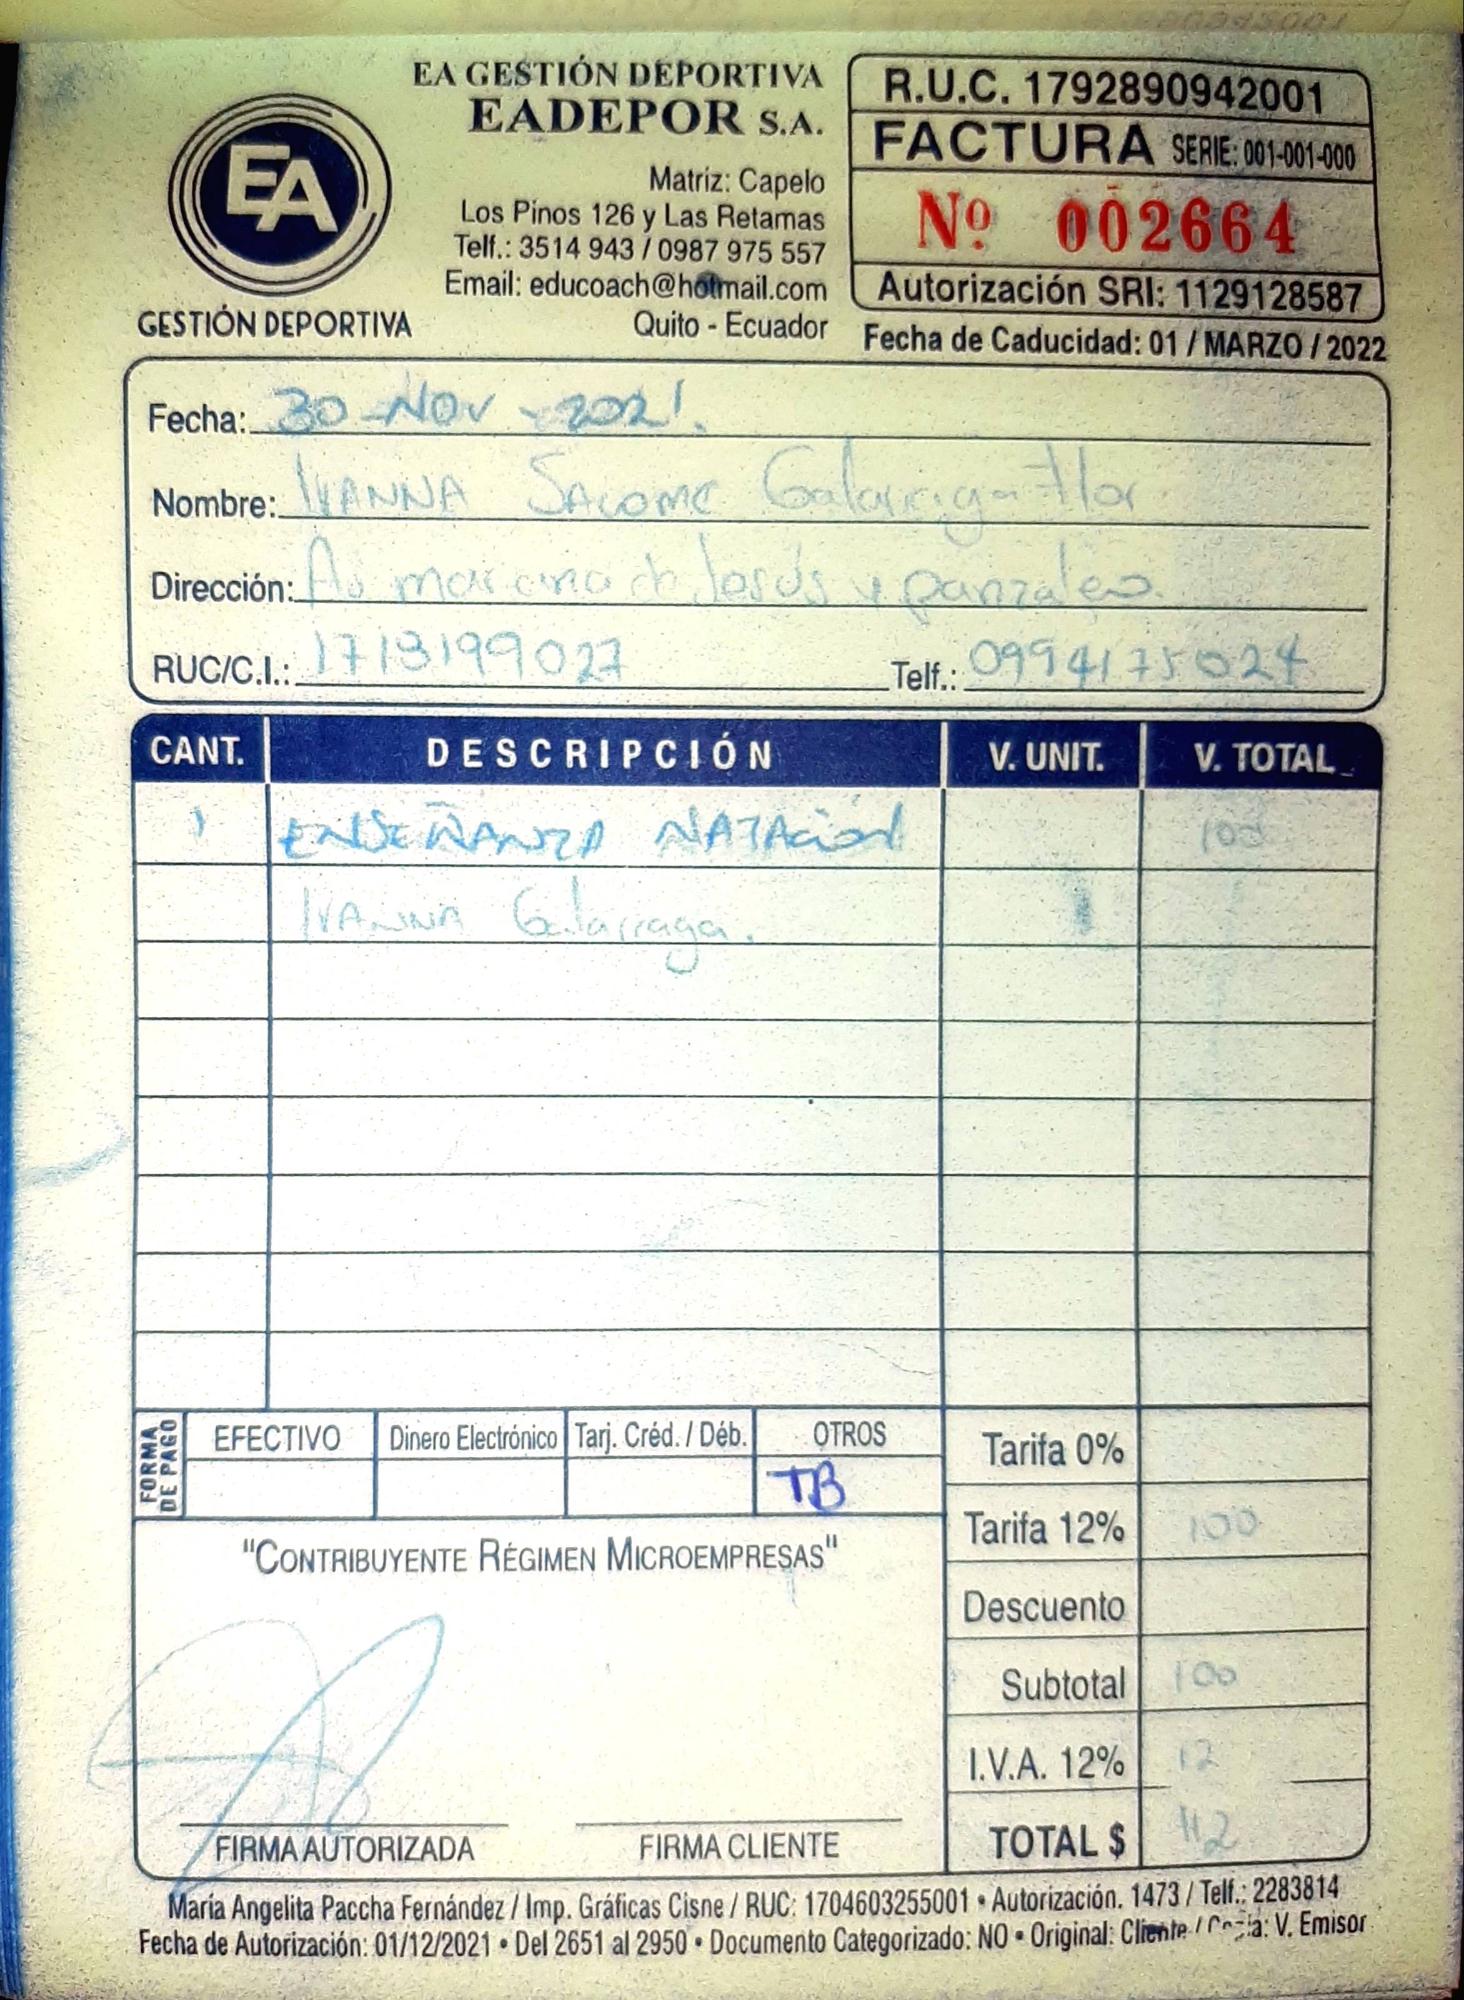 EA GESTIÓN DEPORTIVA
EADEPOR S.A.
Matriz: Capelo
Los Pinos 126 y Las Retamas
Telf.: 3514 943 / 0987 975 557
Email: educoach@hotmail.com
Quito - Ecuador
EA
GESTIÓN DEPORTIVA
R.U.C. 1792890942001
FACTURA SERIE: 001-001-000
Nº 002664
Autorización SRI: 1129128587
Fecha de Caducidad: 01 / MARZO / 2022
Fecha: 30-NOV-2021.
Nombre: IVANNA SALOME Galarraga Flor
Dirección: Av mariana de Jesús y panzaleo.
RUC/C.I.: 1713199027 Telf.: 0994175024
CANT. DESCRIPCIÓN V. UNIT. V. TOTAL
1 ENSEÑANZA NATACIÓN 100
IVANNA Galarraga.
FORMA DE PAGO
EFECTIVO Dinero Electrónico Tarj. Créd. / Déb. OTROS
TB
Tarifa 0%
Tarifa 12% 100
Descuento
Subtotal 100
I.V.A. 12% 12
TOTAL $ 112
"CONTRIBUYENTE RÉGIMEN MICROEMPRESAS"
FIRMA AUTORIZADA FIRMA CLIENTE
María Angelita Paccha Fernández / Imp. Gráficas Cisne / RUC: 1704603255001 • Autorización. 1473 / Telf.: 2283814
Fecha de Autorización: 01/12/2021 • Del 2651 al 2950 • Documento Categorizado: NO • Original: Cliente / Copia: V. Emisor